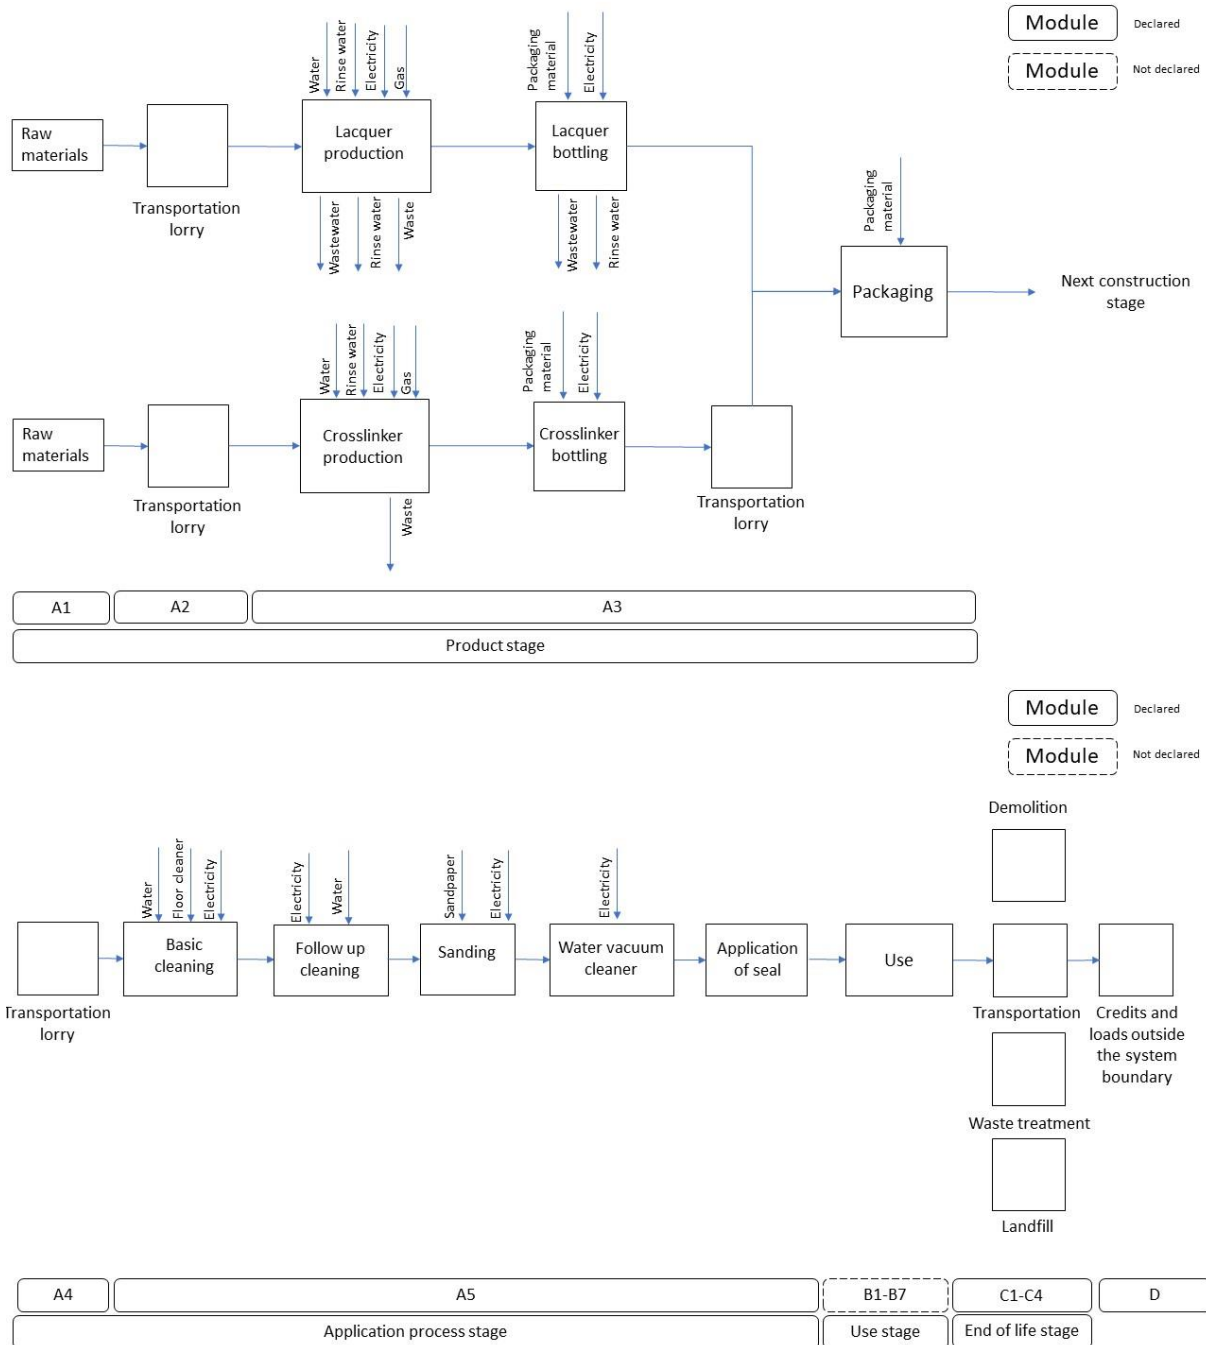 Module
Declared
Module
Not declared
Water
Rinse water
Electricity
Gas
Packaging
material
Electricity
Raw
materials
Transportation
lorry
Lacquer
production
Lacquer
bottling
Wastewater
Rinse water
Waste
Wastewater
Rinse water
Packaging
material
Packaging
Next construction
stage
Water
Rinse water
Electricity
Gas
Packaging
material
Electricity
Raw
materials
Transportation
lorry
Crosslinker
production
Crosslinker
bottling
Transportation
lorry
Waste
A1
A2
A3
Product stage
Module
Declared
Module
Not declared
Demolition
Water
Floor cleaner
Electricity
Electricity
Water
Sandpaper
Electricity
Electricity
Transportation
lorry
Basic
cleaning
Follow up
cleaning
Sanding
Water vacuum
cleaner
Application
of seal
Use
Transportation
Credits and
loads outside
the system
boundary
Waste treatment
Landfill
A4
A5
B1-B7
C1-C4
D
Application process stage
Use stage
End of life stage